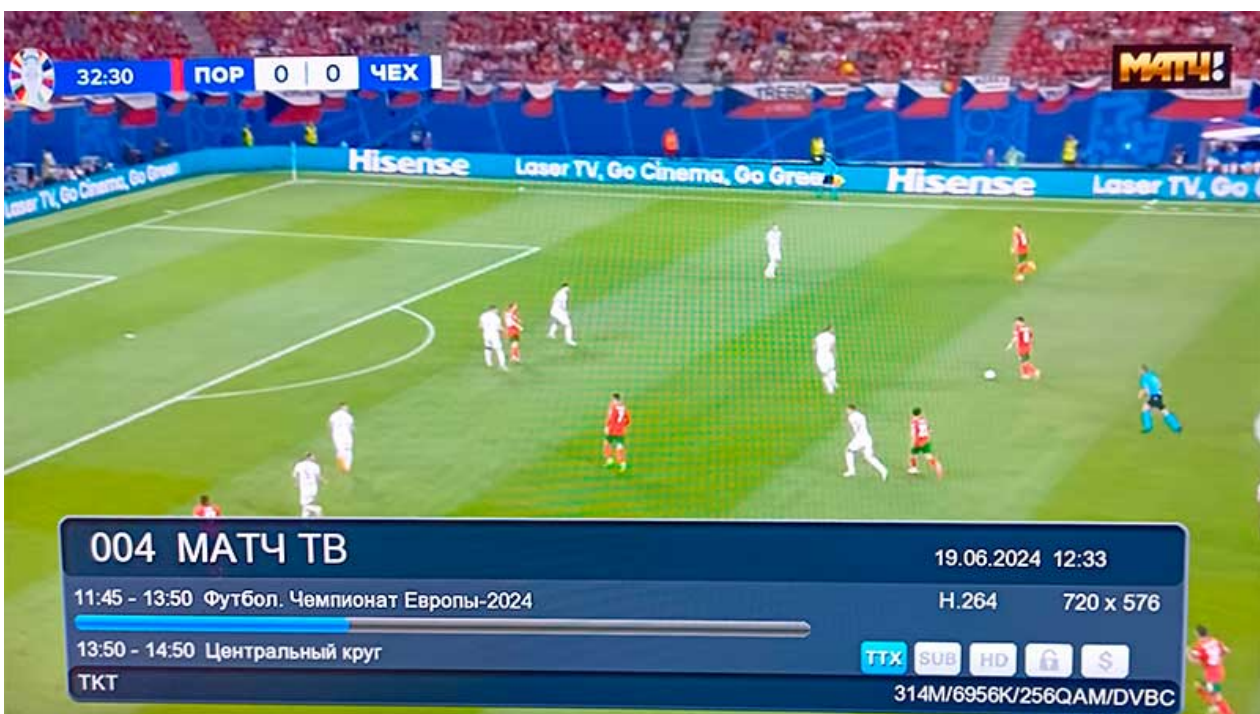 32:30 ПОР 0 0 ЧЕХ
МАТЧ!
TREBIC
Hisense Laser TV, Go Cinema, Go Green Hisense Laser TV, Go
Laser TV, Go Cinema, Go Green
004 МАТЧ ТВ
19.06.2024 12:33
11:45 - 13:50 Футбол. Чемпионат Европы-2024
H.264 720 x 576
13:50 - 14:50 Центральный круг
TTX SUB HD $
ТКТ
314M/6956K/256QAM/DVBC